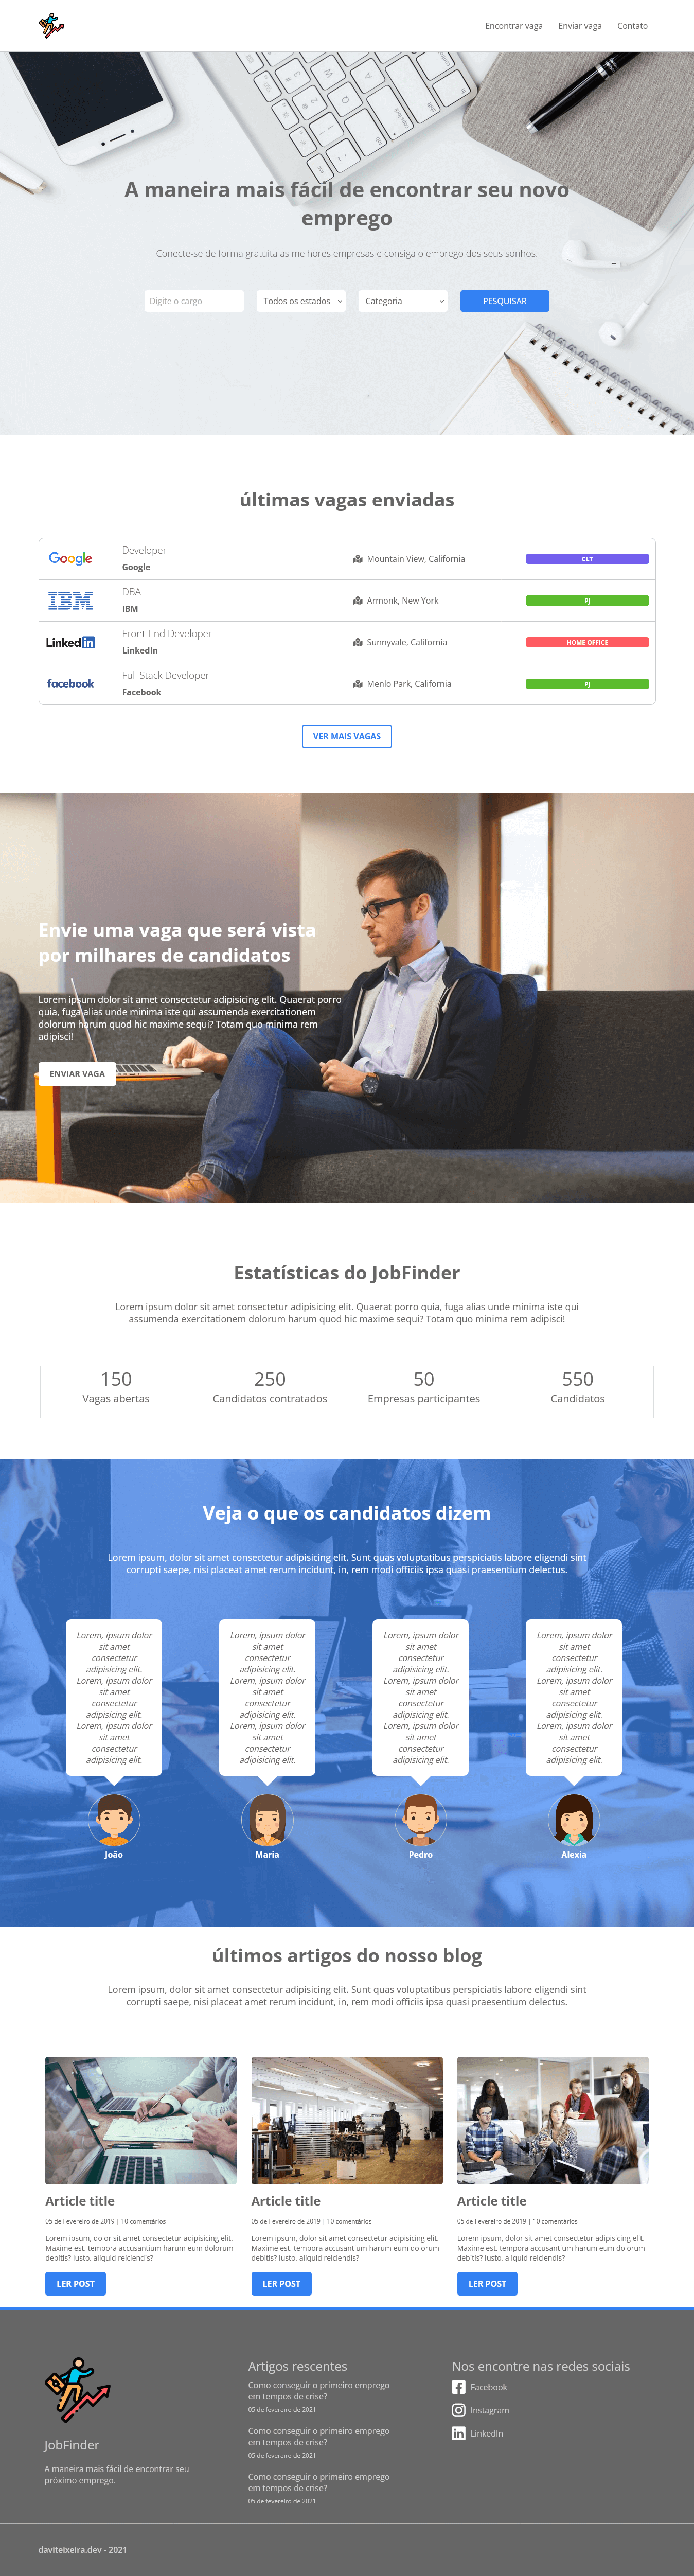 Encontrar vaga Enviar vaga Contato
A maneira mais fácil de encontrar seu novo
emprego
Conecte-se de forma gratuita as melhores empresas e consiga o emprego dos seus sonhos.
Digite o cargo Todos os estados Categoria PESQUISAR
últimas vagas enviadas
Google
Developer
Google
Mountain View, California
CLT
IBM
DBA
IBM
Armonk, New York
PJ
LinkedIn
Front-End Developer
LinkedIn
Sunnyvale, California
HOME OFFICE
facebook
Full Stack Developer
Facebook
Menlo Park, California
PJ
VER MAIS VAGAS
Envie uma vaga que será vista
por milhares de candidatos
Lorem ipsum dolor sit amet consectetur adipisicing elit. Quaerat porro
quia, fuga alias unde minima iste qui assumenda exercitationem
dolorum harum quod hic maxime sequi? Totam quo minima rem
adipisci!
ENVIAR VAGA
Estatísticas do JobFinder
Lorem ipsum dolor sit amet consectetur adipisicing elit. Quaerat porro quia, fuga alias unde minima iste qui
assumenda exercitationem dolorum harum quod hic maxime sequi? Totam quo minima rem adipisci!
150
Vagas abertas
250
Candidatos contratados
50
Empresas participantes
550
Candidatos
Veja o que os candidatos dizem
Lorem ipsum, dolor sit amet consectetur adipisicing elit. Sunt quas voluptatibus perspiciatis labore eligendi sint
corrupti saepe, nisi placeat amet rerum incidunt, in, rem modi officiis ipsa quasi praesentium delectus.
Lorem, ipsum dolor
sit amet
consectetur
adipisicing elit.
Lorem, ipsum dolor
sit amet
consectetur
adipisicing elit.
Lorem, ipsum dolor
sit amet
consectetur
adipisicing elit.
João
Lorem, ipsum dolor
sit amet
consectetur
adipisicing elit.
Lorem, ipsum dolor
sit amet
consectetur
adipisicing elit.
Lorem, ipsum dolor
sit amet
consectetur
adipisicing elit.
Maria
Lorem, ipsum dolor
sit amet
consectetur
adipisicing elit.
Lorem, ipsum dolor
sit amet
consectetur
adipisicing elit.
Lorem, ipsum dolor
sit amet
consectetur
adipisicing elit.
Pedro
Lorem, ipsum dolor
sit amet
consectetur
adipisicing elit.
Lorem, ipsum dolor
sit amet
consectetur
adipisicing elit.
Lorem, ipsum dolor
sit amet
consectetur
adipisicing elit.
Alexia
últimos artigos do nosso blog
Lorem ipsum, dolor sit amet consectetur adipisicing elit. Sunt quas voluptatibus perspiciatis labore eligendi sint
corrupti saepe, nisi placeat amet rerum incidunt, in, rem modi officiis ipsa quasi praesentium delectus.
Article title
05 de Fevereiro de 2019 | 10 comentários
Lorem ipsum, dolor sit amet consectetur adipisicing elit.
Maxime est, tempora accusantium harum eum dolorum
debitis? Iusto, aliquid reiciendis?
LER POST
Article title
05 de Fevereiro de 2019 | 10 comentários
Lorem ipsum, dolor sit amet consectetur adipisicing elit.
Maxime est, tempora accusantium harum eum dolorum
debitis? Iusto, aliquid reiciendis?
LER POST
Article title
05 de Fevereiro de 2019 | 10 comentários
Lorem ipsum, dolor sit amet consectetur adipisicing elit.
Maxime est, tempora accusantium harum eum dolorum
debitis? Iusto, aliquid reiciendis?
LER POST
JobFinder
A maneira mais fácil de encontrar seu
próximo emprego.
Artigos rescentes
Como conseguir o primeiro emprego
em tempos de crise?
05 de fevereiro de 2021
Como conseguir o primeiro emprego
em tempos de crise?
05 de fevereiro de 2021
Como conseguir o primeiro emprego
em tempos de crise?
05 de fevereiro de 2021
Nos encontre nas redes sociais
Facebook
Instagram
LinkedIn
daviteixeira.dev - 2021